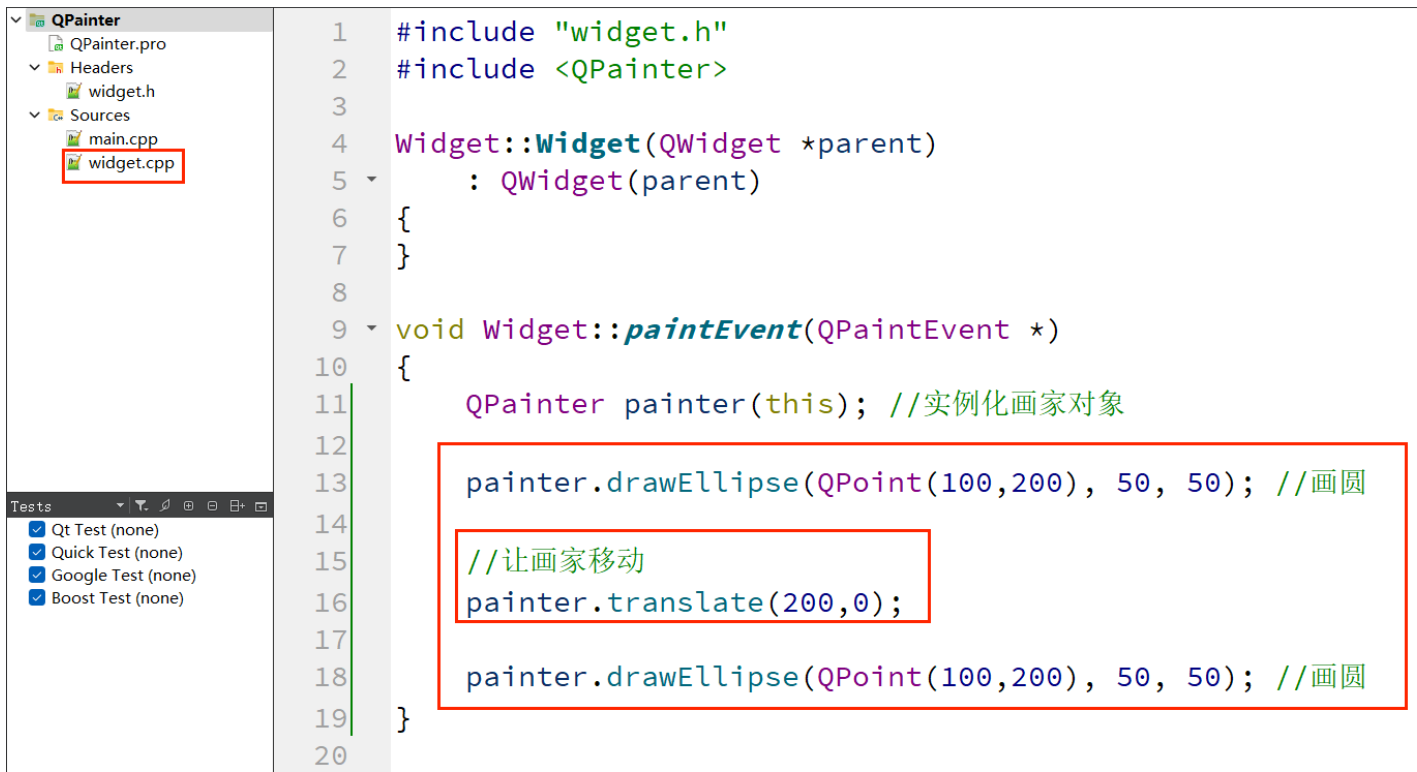 QPainter
QPainter.pro
Headers
widget.h
Sources
main.cpp
widget.cpp
Tests
Qt Test (none)
Quick Test (none)
Google Test (none)
Boost Test (none)
1 #include "widget.h"
2 #include <QPainter>
3
4 Widget::Widget(QWidget *parent)
5     : QWidget(parent)
6 {
7 }
8
9 void Widget::paintEvent(QPaintEvent *)
10 {
11     QPainter painter(this); //实例化画家对象
12
13     painter.drawEllipse(QPoint(100,200), 50, 50); //画圆
14
15     //让画家移动
16     painter.translate(200,0);
17
18     painter.drawEllipse(QPoint(100,200), 50, 50); //画圆
19 }
20